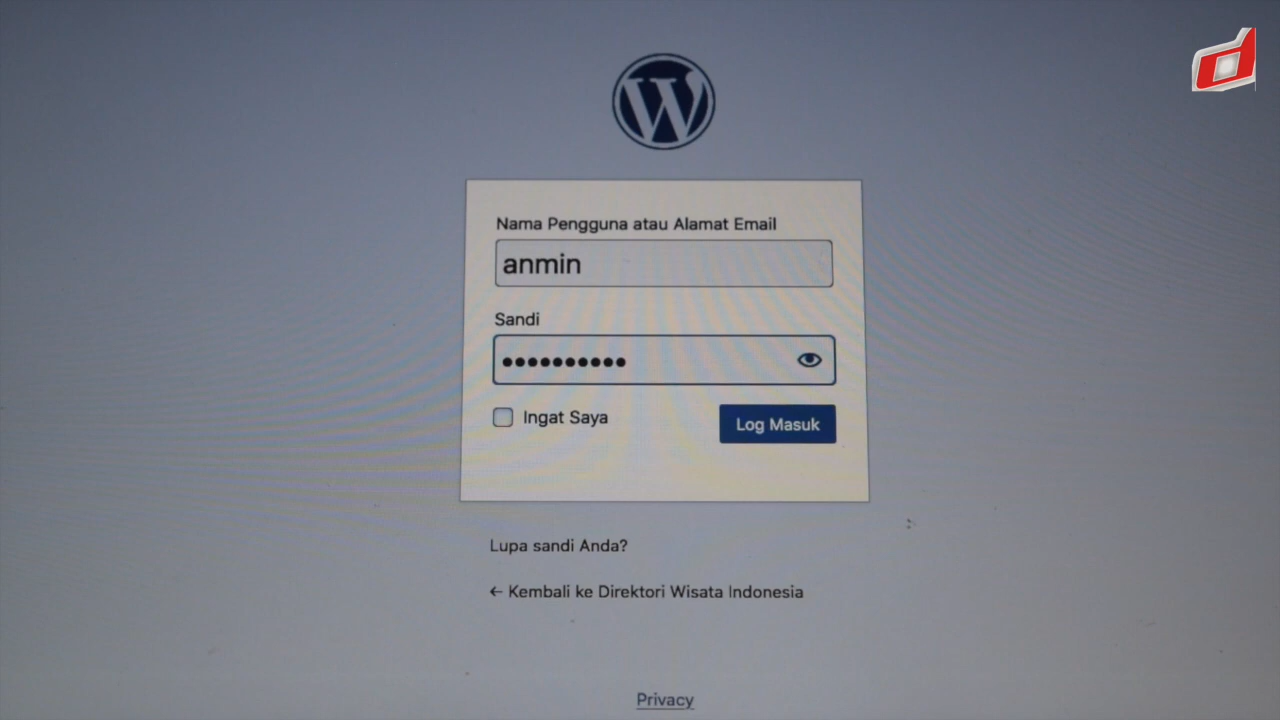 Nama Pengguna atau Alamat Email
anmin
Sandi
••••••••••
Ingat Saya
Log Masuk
Lupa sandi Anda?
← Kembali ke Direktori Wisata Indonesia
Privacy